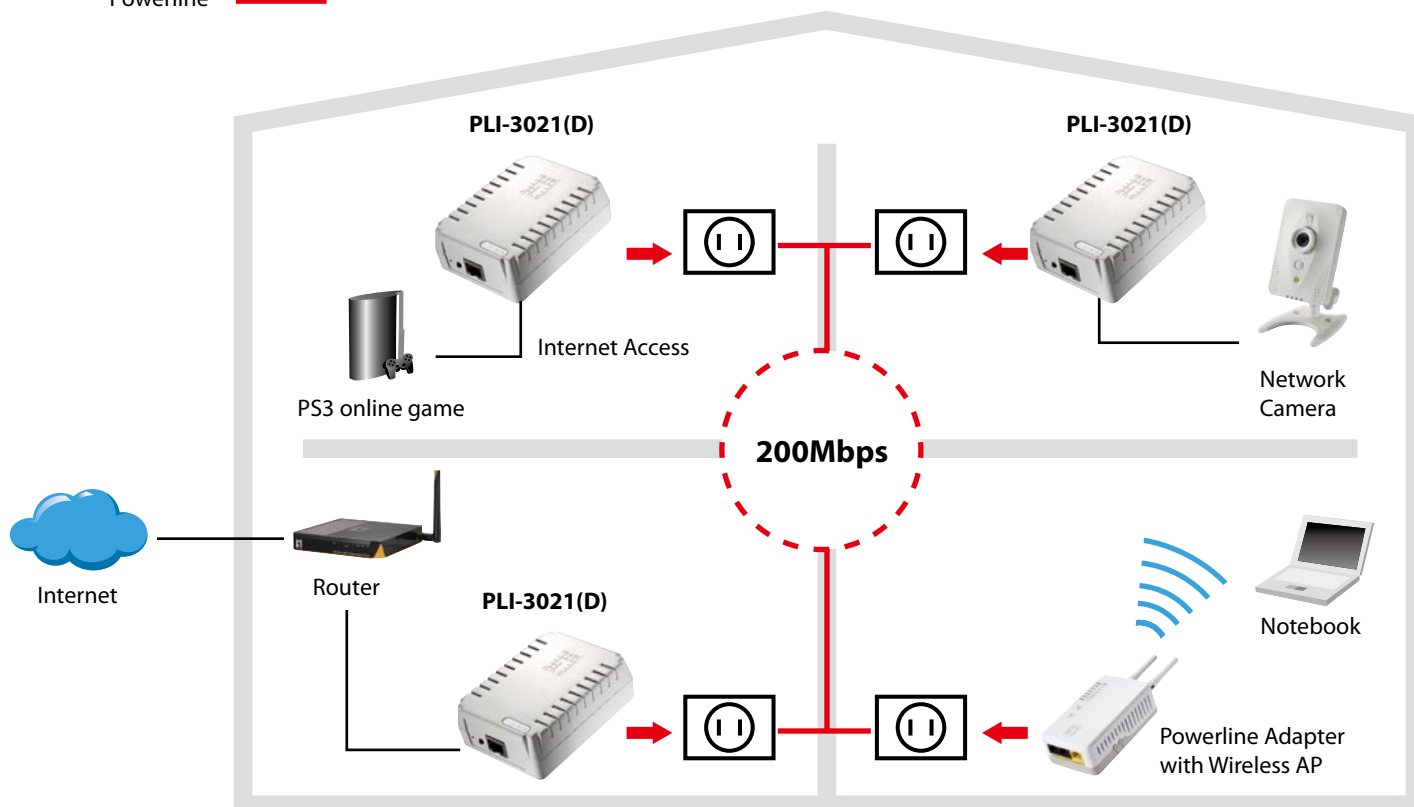 Powerline
PLI-3021(D)
PLI-3021(D)
Internet Access
PS3 online game
Network
Camera
200Mbps
Internet
Router
PLI-3021(D)
Notebook
Powerline Adapter
with Wireless AP